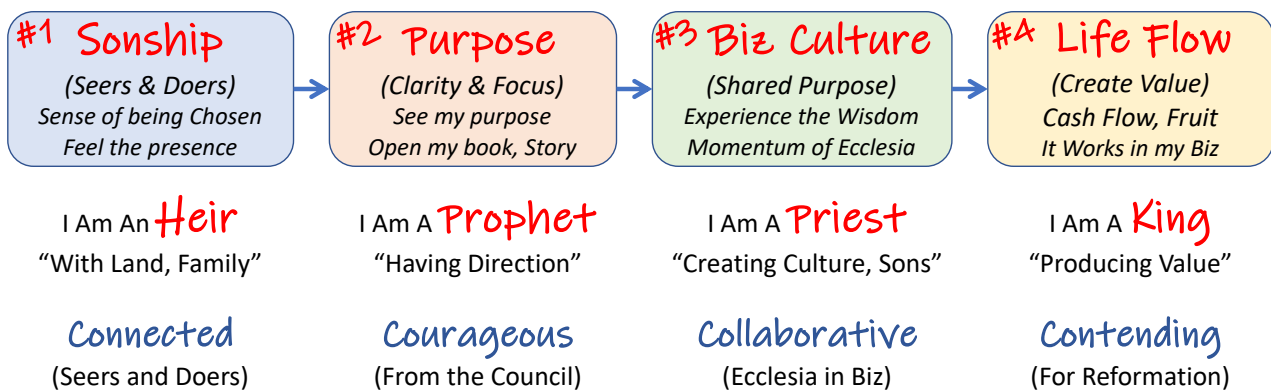 #1 Sonship
(Seers & Doers)
Sense of being Chosen
Feel the presence
#2 Purpose
(Clarity & Focus)
See my purpose
Open my book, Story
#3 Biz Culture
(Shared Purpose)
Experience the Wisdom
Momentum of Ecclesia
#4 Life Flow
(Create Value)
Cash Flow, Fruit
It Works in my Biz
I Am An Heir
“With Land, Family”
I Am A Prophet
“Having Direction”
I Am A Priest
“Creating Culture, Sons”
I Am A King
“Producing Value”
Connected
(Seers and Doers)
Courageous
(From the Council)
Collaborative
(Ecclesia in Biz)
Contending
(For Reformation)